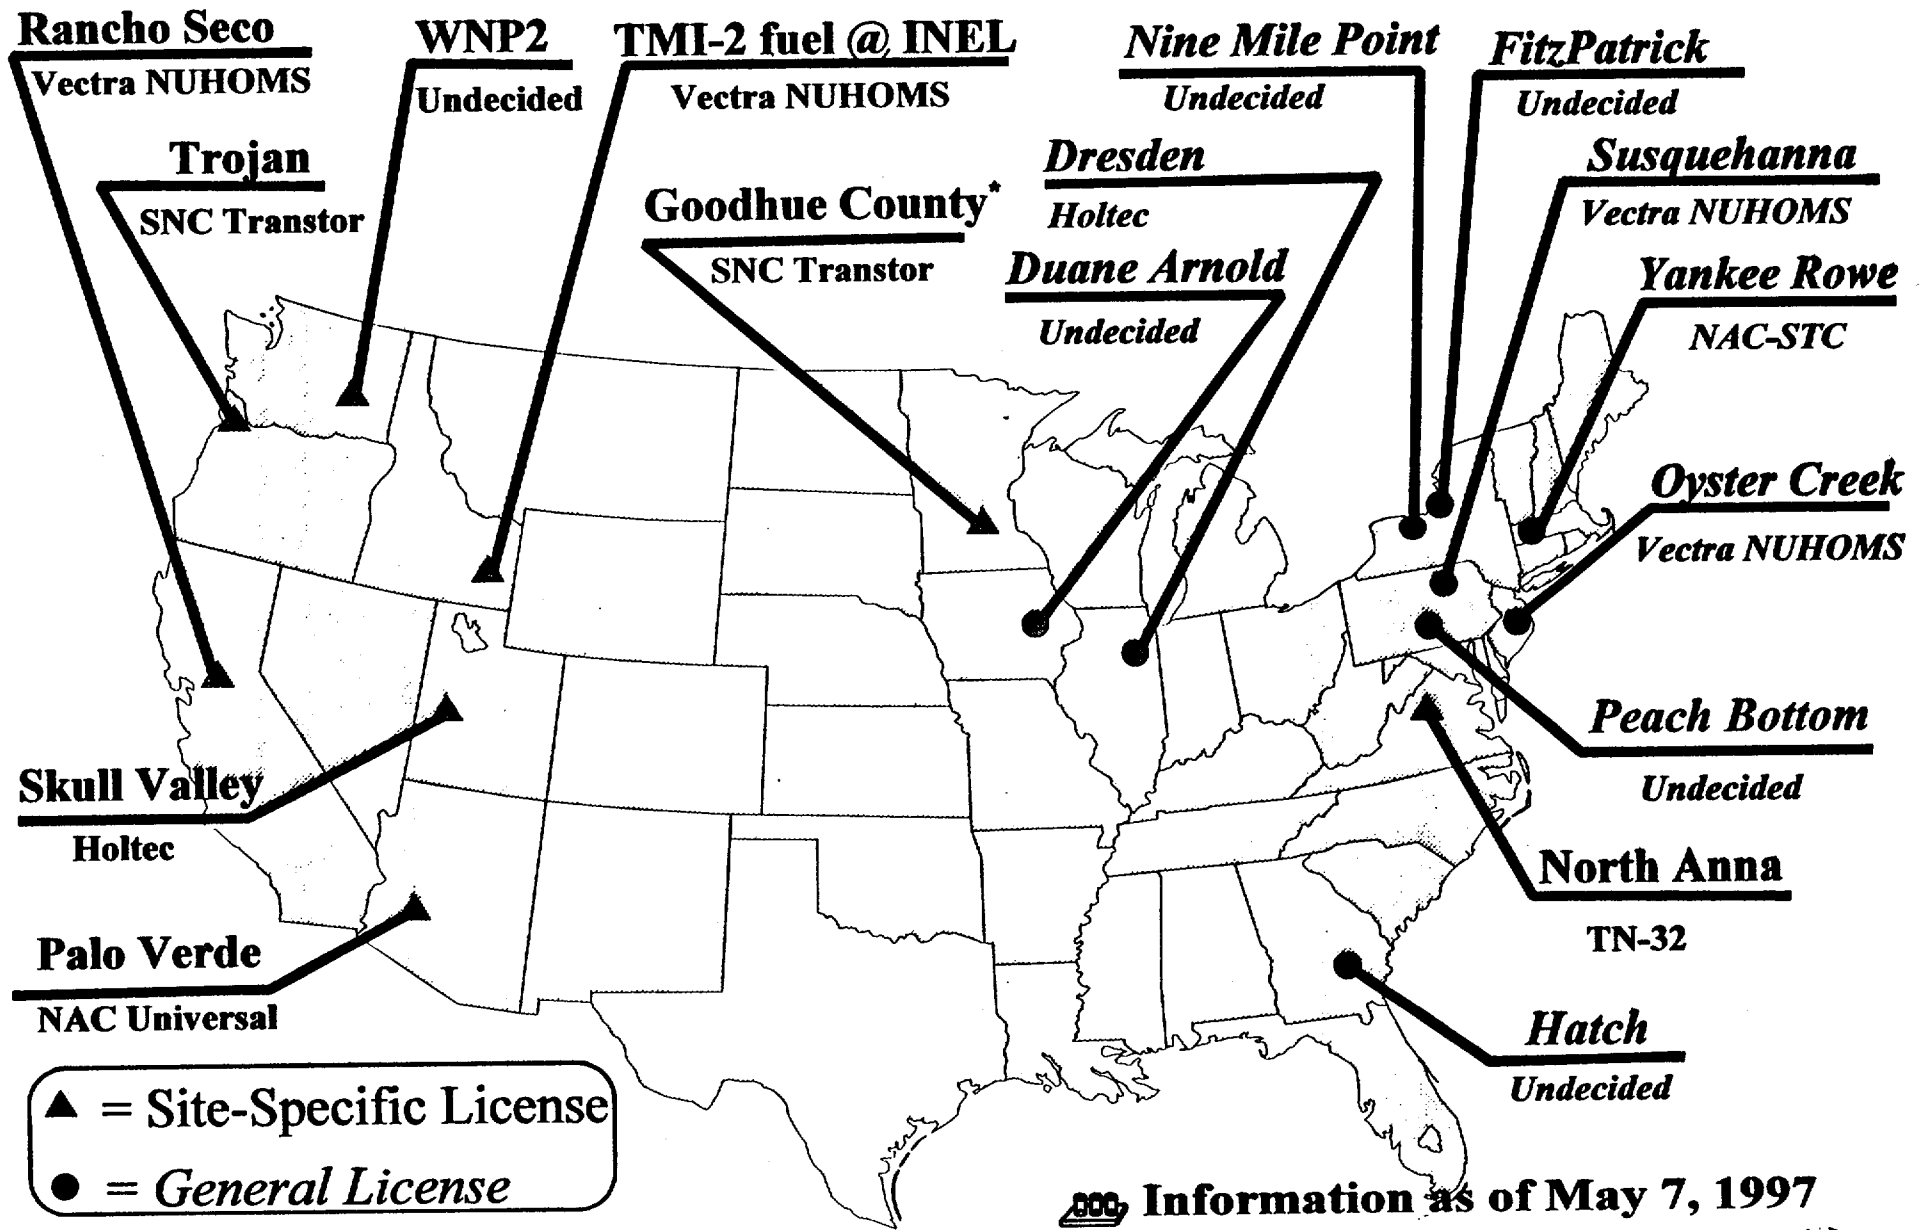 Rancho Seco
Vectra NUHOMS
WNP2
Undecided
TMI-2 fuel @ INEL
Vectra NUHOMS
Nine Mile Point
Undecided
FitzPatrick
Undecided
Trojan
SNC Transtor
Goodhue County*
SNC Transtor
Dresden
Holtec
Duane Arnold
Undecided
Susquehanna
Vectra NUHOMS
Yankee Rowe
NAC-STC
Oyster Creek
Vectra NUHOMS
Peach Bottom
Undecided
Skull Valley
Holtec
North Anna
TN-32
Palo Verde
NAC Universal
Hatch
Undecided
▲ = Site-Specific License
● = General License
Information as of May 7, 1997